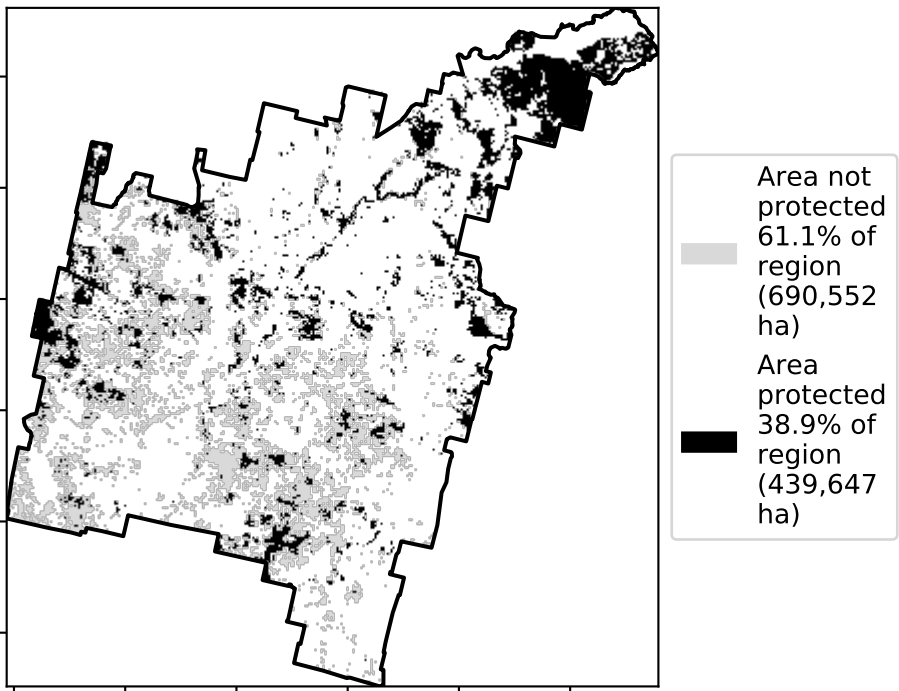 Area not
protected
61.1% of
region
(690,552
ha)
Area
protected
38.9% of
region
(439,647
ha)